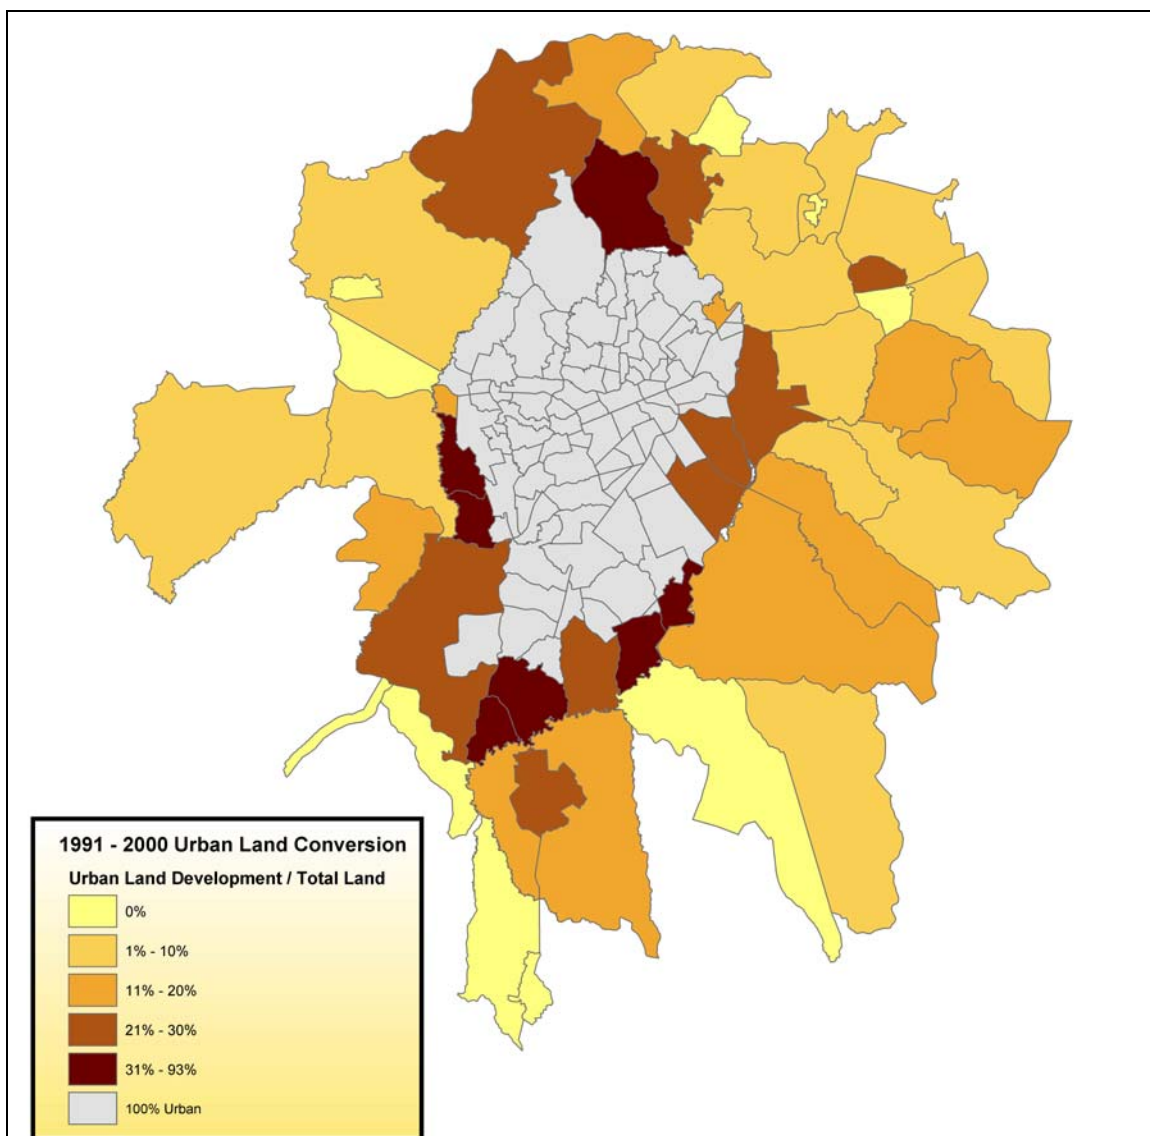 1991 - 2000 Urban Land Conversion
Urban Land Development / Total Land
0%
1% - 10%
11% - 20%
21% - 30%
31% - 93%
100% Urban